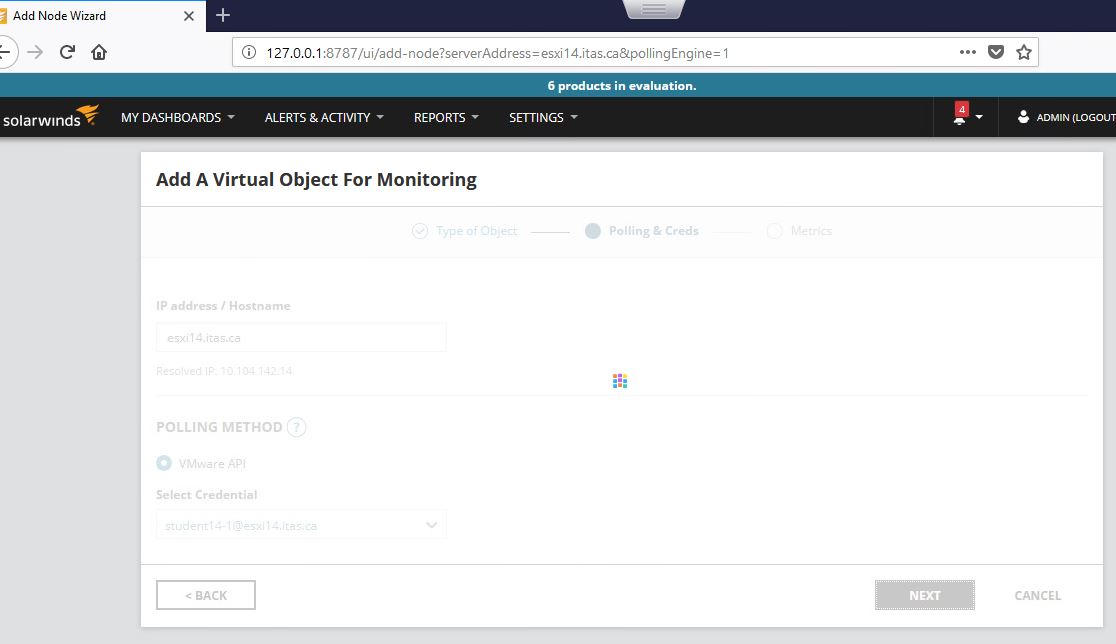 Add Node Wizard
127.0.0.1:8787/ui/add-node?serverAddress=esxi14.itas.ca&pollingEngine=1
6 products in evaluation.
solarwinds MY DASHBOARDS ALERTS & ACTIVITY REPORTS SETTINGS 4 ADMIN (LOGOUT
Add A Virtual Object For Monitoring
Type of Object Polling & Creds Metrics
IP address / Hostname
esxi14.itas.ca
Resolved IP: 10.104.142.14
POLLING METHOD ?
VMware API
Select Credential
student14-1@esxi14.itas.ca
< BACK NEXT CANCEL